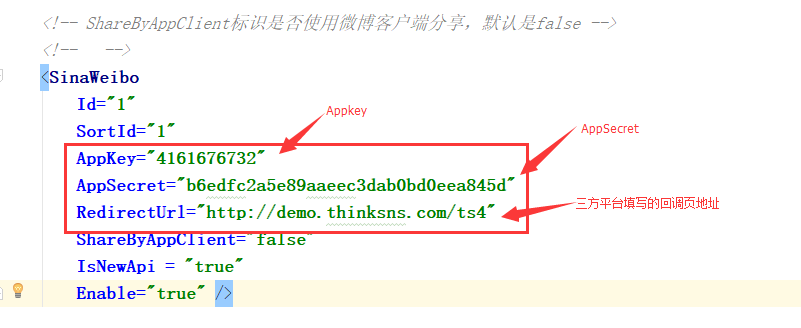 <!-- ShareByAppClient标识是否使用微博客户端分享，默认是false -->
<!--   -->
<SinaWeibo
Id="1"
Appkey
SortId="1"
AppSecret
AppKey="4161676732"
AppSecret="b6edfc2a5e89aaeec3dab0bd0eea845d"
RedirectUrl="http://demo.thinksns.com/ts4"
三方平台填写的回调页地址
ShareByAppClient="false"
IsNewApi = "true"
Enable="true" />